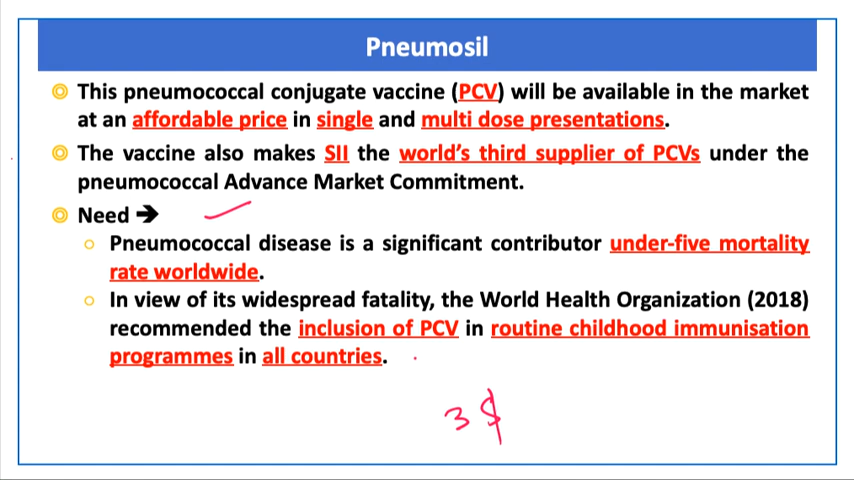 Pneumosil
This pneumococcal conjugate vaccine (PCV) will be available in the market
at an affordable price in single and multi dose presentations.
The vaccine also makes SII the world's third supplier of PCVs under the
pneumococcal Advance Market Commitment.
Need ➔
Pneumococcal disease is a significant contributor under-five mortality
rate worldwide.
In view of its widespread fatality, the World Health Organization (2018)
recommended the inclusion of PCV in routine childhood immunisation
programmes in all countries.
3 $